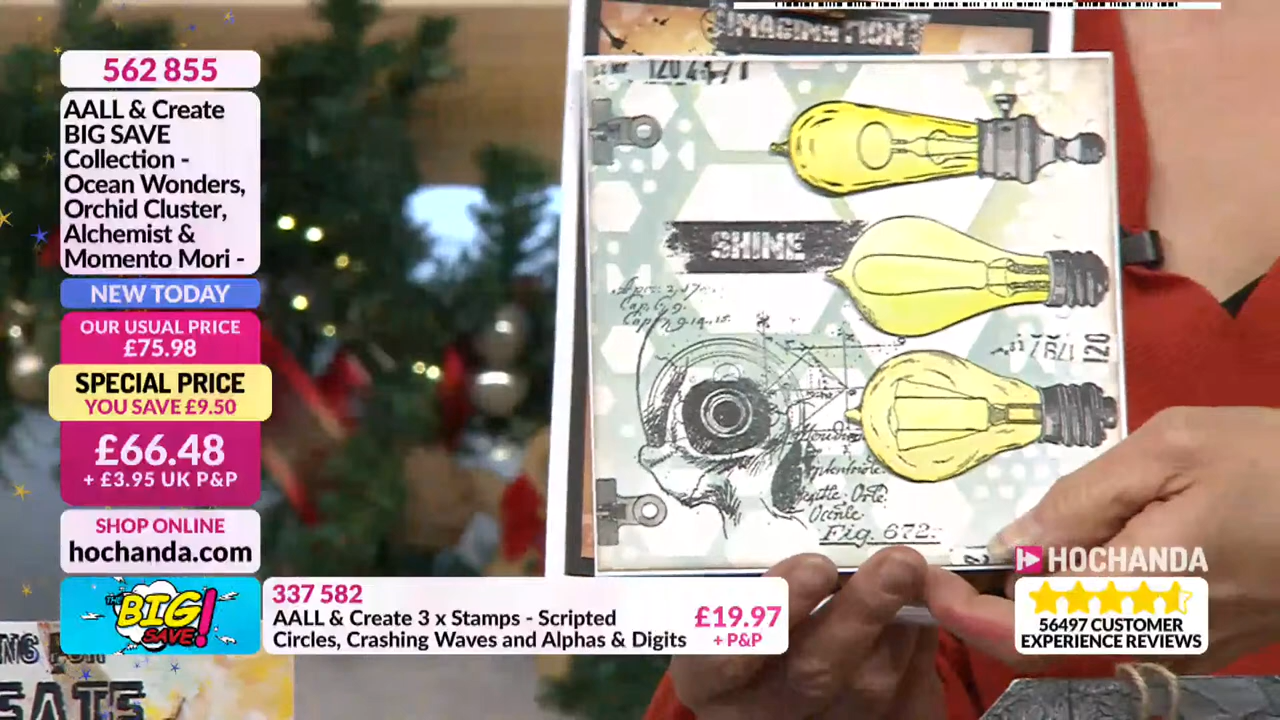 IMAGINATION
562 855
AALL & Create
BIG SAVE
Collection -
Ocean Wonders,
Orchid Cluster,
Alchemist &
Momento Mori -
NEW TODAY
OUR USUAL PRICE
£75.98
SPECIAL PRICE
YOU SAVE £9.50
£66.48
+ £3.95 UK P&P
SHOP ONLINE
hochanda.com
THE BIG SAVE!
SHINE
120
Fig. 672.
337 582
AALL & Create 3 x Stamps - Scripted
Circles, Crashing Waves and Alphas & Digits
£19.97
+ P&P
HOCHANDA
56497 CUSTOMER
EXPERIENCE REVIEWS